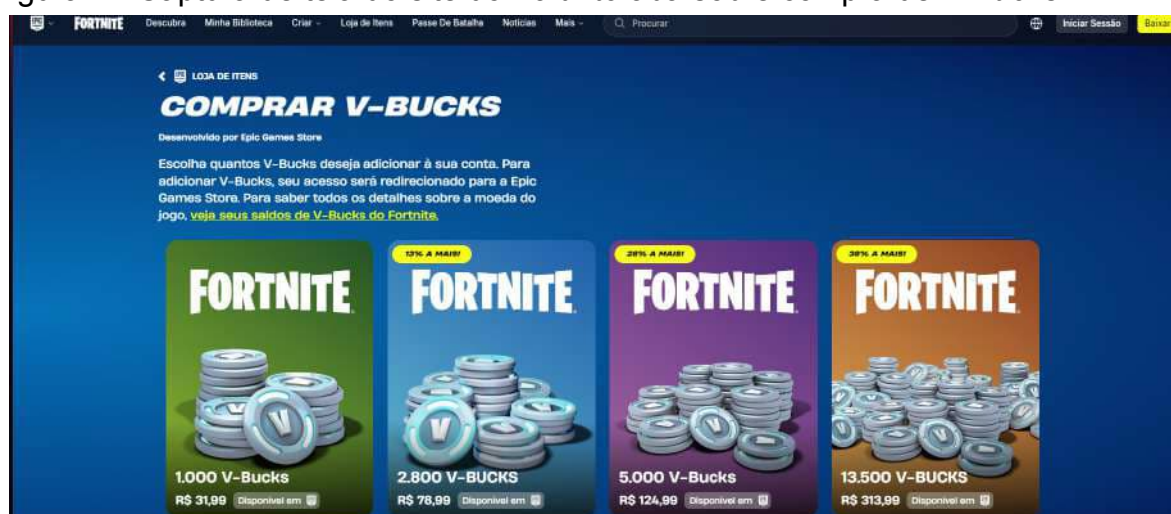 FORTNITE Descubra Minha Biblioteca Criar Loja de Itens Passe De Batalha Notícias Mais Procurar Iniciar Sessão Baixar
LOJA DE ITENS
COMPRAR V-BUCKS
Desenvolvido por Epic Games Store
Escolha quantos V-Bucks deseja adicionar à sua conta. Para
adicionar V-Bucks, seu acesso será redirecionado para a Epic
Games Store. Para saber todos os detalhes sobre a moeda do
jogo, veja seus saldos de V-Bucks do Fortnite.
FORTNITE
1.000 V-Bucks
R$ 31,99 Disponível em
13% A MAIS!
FORTNITE
2.800 V-BUCKS
R$ 78,99 Disponível em
A MAIS!
FORTNITE
5.000 V-BUCKS
R$ 124,99 Disponível em
A MAIS!
FORTNITE
13.500 V-BUCKS
R$ 313,99 Disponível em